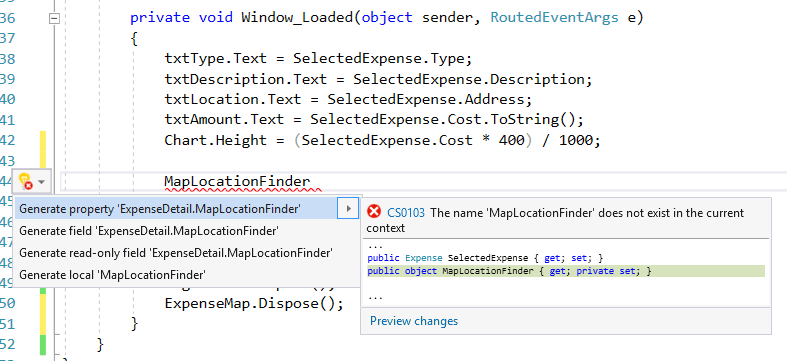 36 private void Window_Loaded(object sender, RoutedEventArgs e)
37 {
38 txtType.Text = SelectedExpense.Type;
39 txtDescription.Text = SelectedExpense.Description;
40 txtLocation.Text = SelectedExpense.Address;
41 txtAmount.Text = SelectedExpense.Cost.ToString();
42 Chart.Height = (SelectedExpense.Cost * 400) / 1000;
43
44 MapLocationFinder
Generate property 'ExpenseDetail.MapLocationFinder'
Generate field 'ExpenseDetail.MapLocationFinder'
Generate read-only field 'ExpenseDetail.MapLocationFinder'
Generate local 'MapLocationFinder'
CS0103 The name 'MapLocationFinder' does not exist in the current
context
...
public Expense SelectedExpense { get; set; }
public object MapLocationFinder { get; private set; }
...
Preview changes
50 ExpenseMap.Dispose();
51 }
52 }